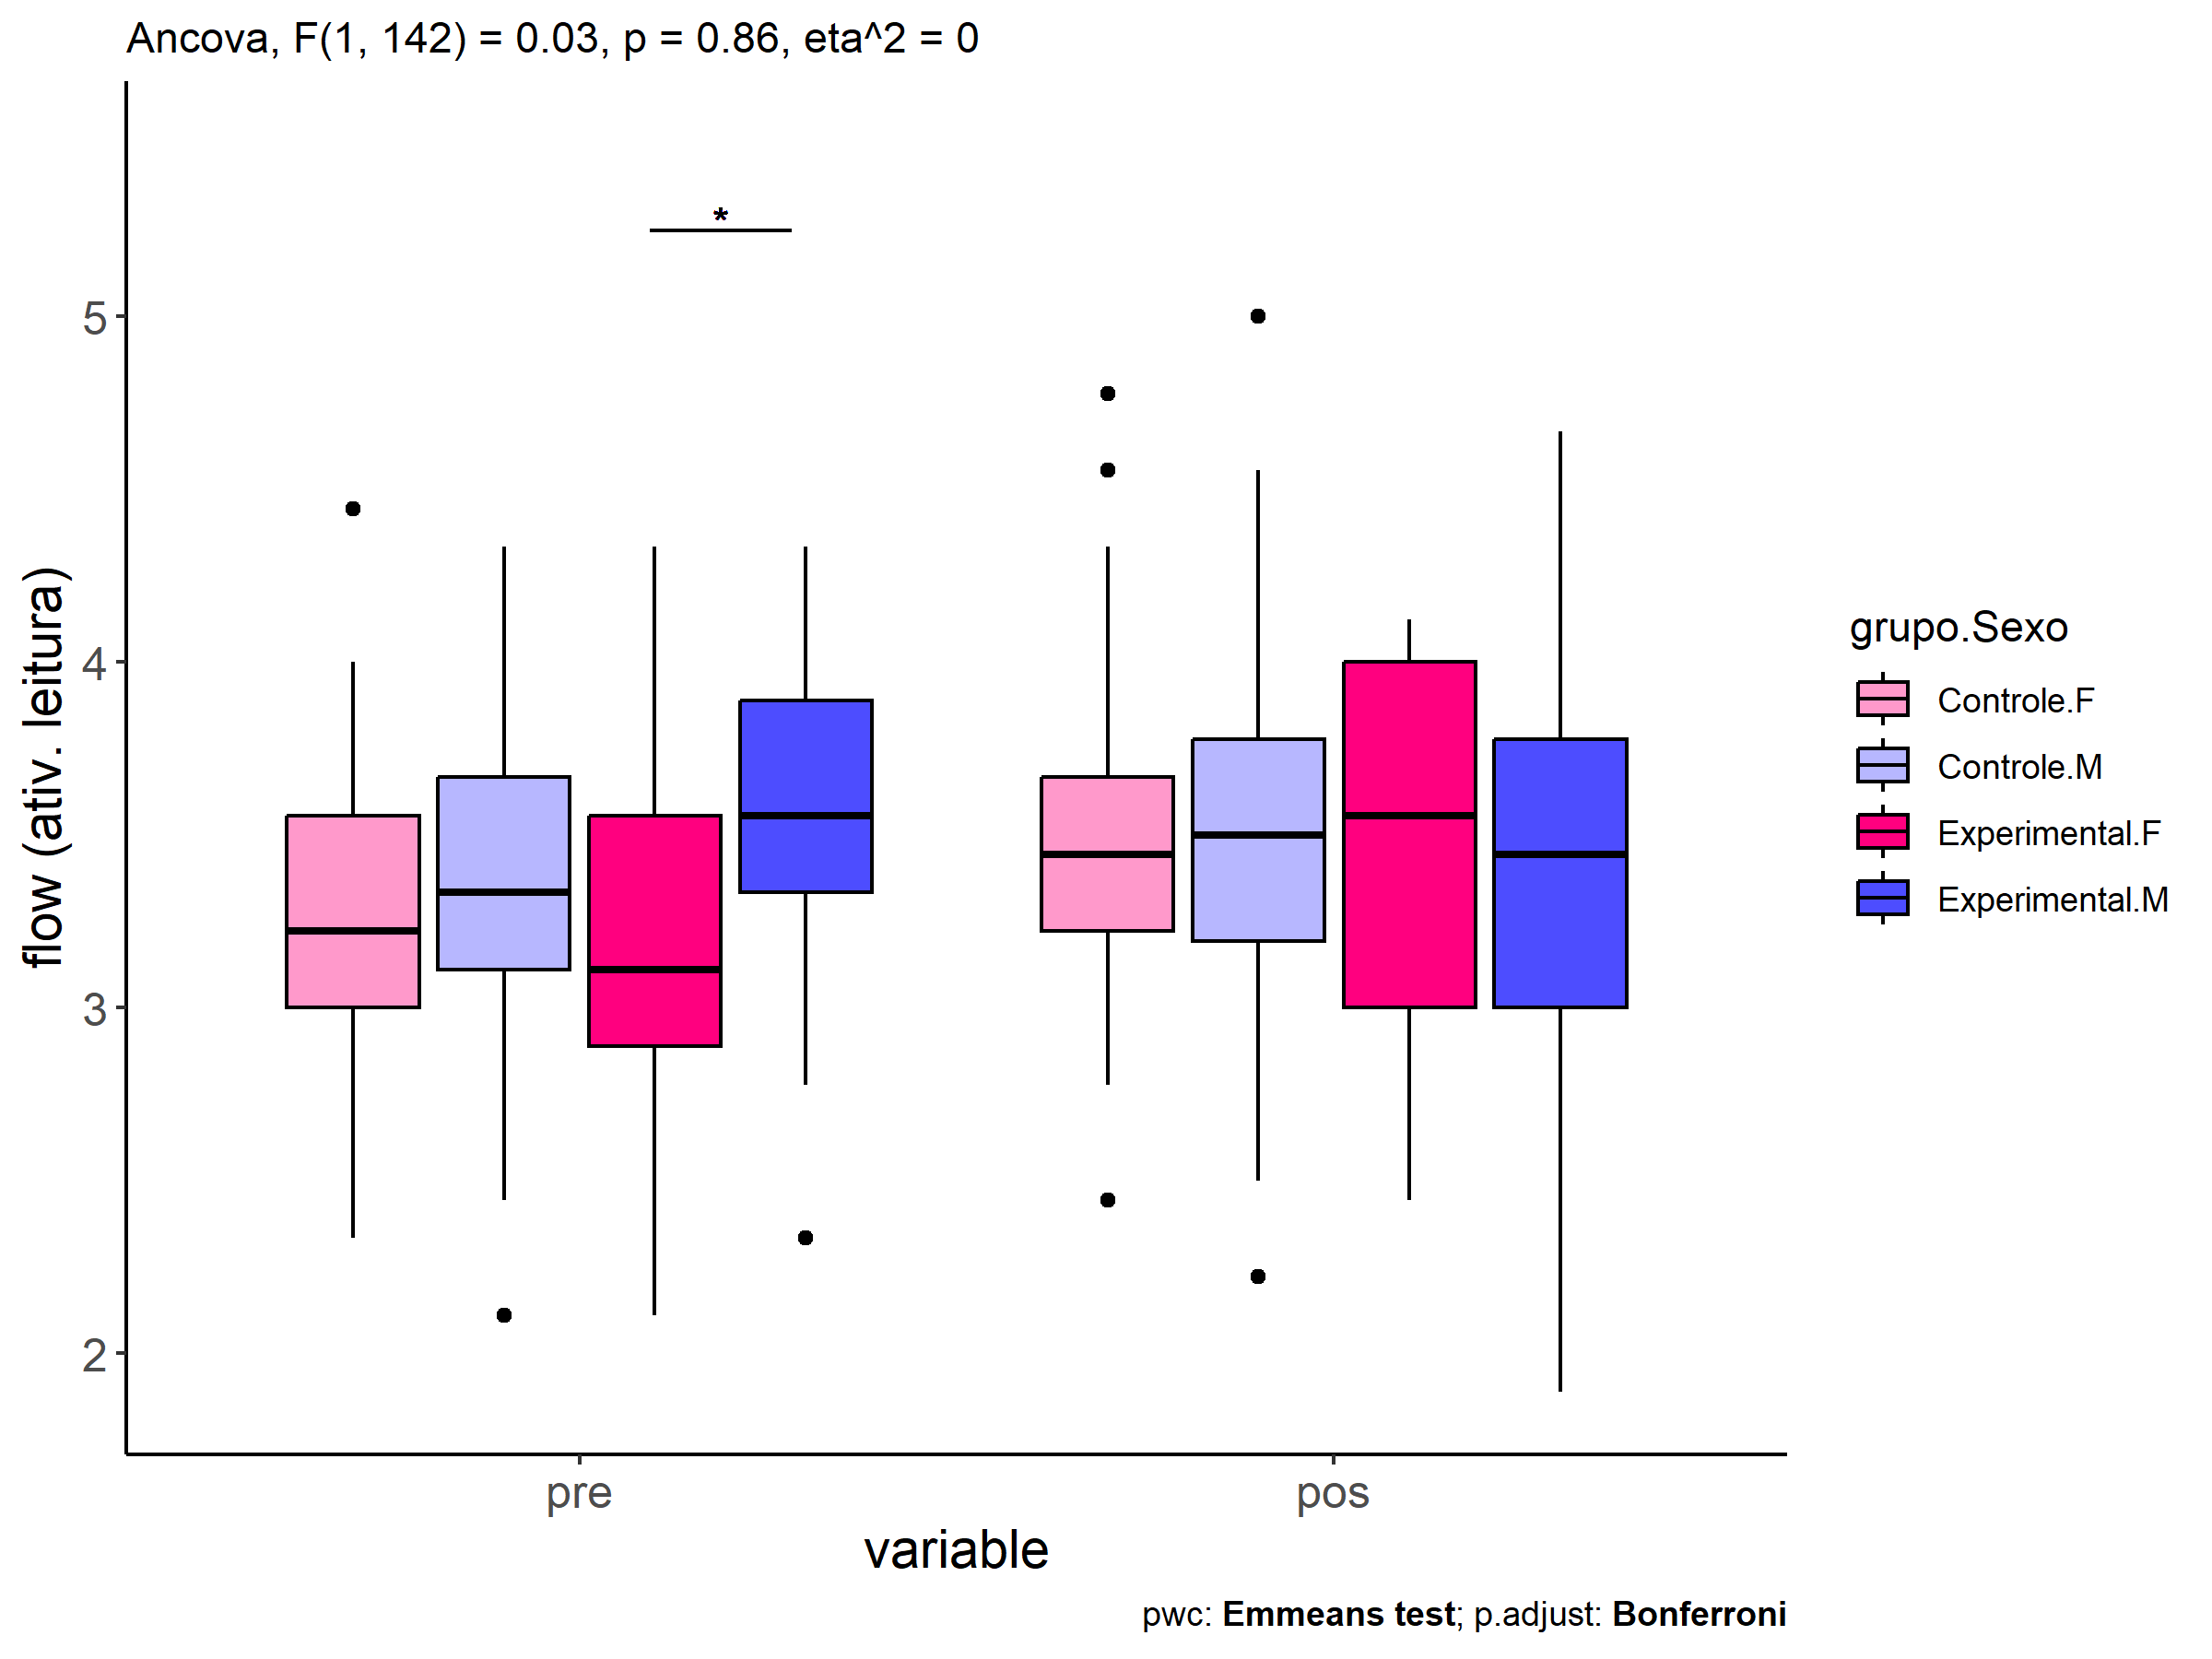 Ancova, F(1, 142) = 0.03, p = 0.86, eta^2 = 0
*
flow (ativ. leitura)
5
4
3
2
pre
pos
variable
grupo.Sexo
Controle.F
Controle.M
Experimental.F
Experimental.M
pwc: Emmeans test; p.adjust: Bonferroni